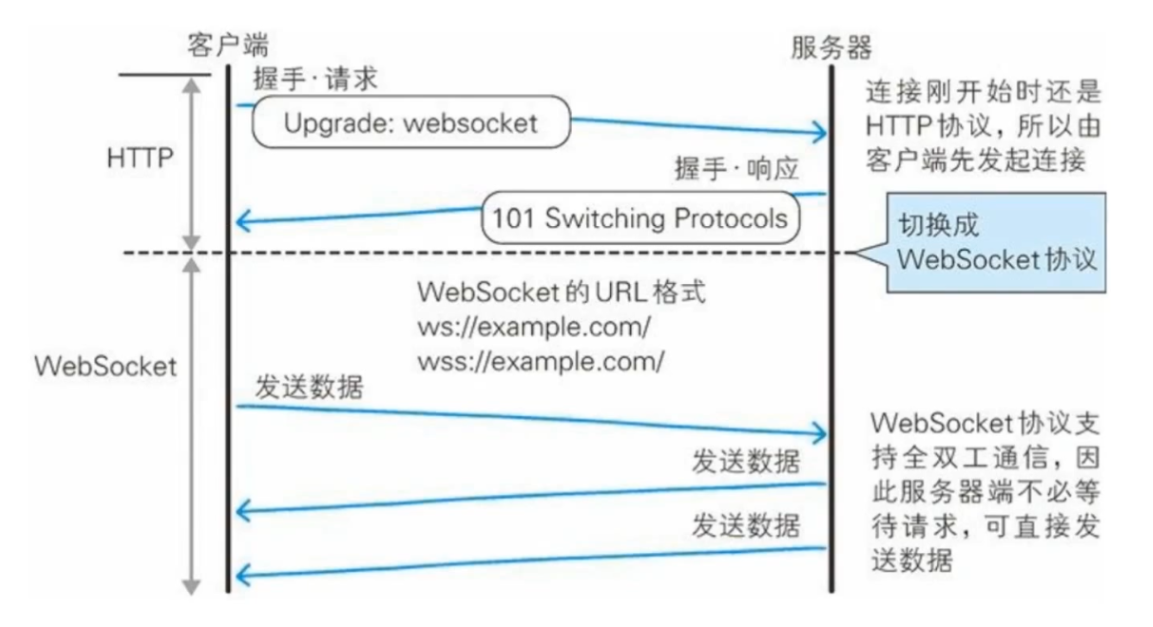 客户端
服务器
握手·请求
Upgrade: websocket
连接刚开始时还是
HTTP协议，所以由
客户端先发起连接
HTTP
握手·响应
101 Switching Protocols
切换成
WebSocket协议
WebSocket的URL格式
ws://example.com/
wss://example.com/
WebSocket
发送数据
WebSocket协议支
持全双工通信，因
此服务器端不必等
待请求，可直接发
送数据
发送数据
发送数据